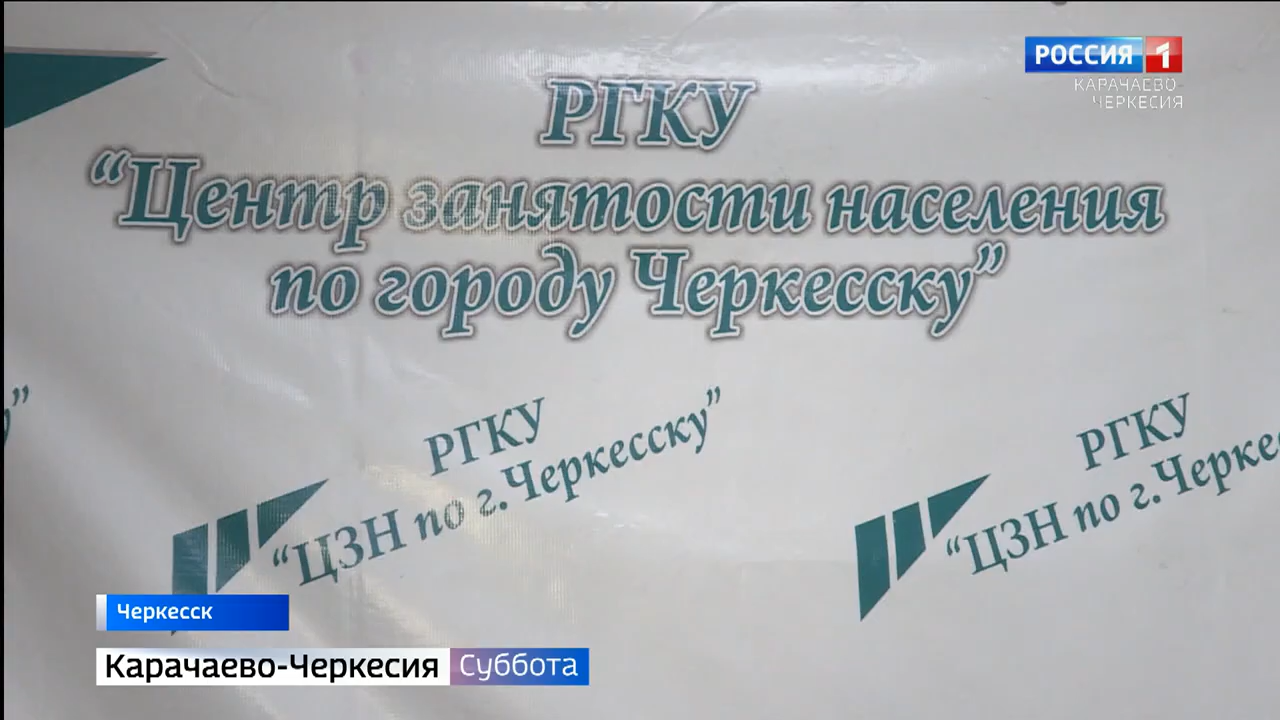 РОССИЯ 1
КАРАЧАЕВО
ЧЕРКЕСИЯ
РГКУ
“Центр занятости населения
по городу Черкесску”
РГКУ
“ЦЗН по г.Черкесску”
РГКУ
“ЦЗН по г.
Черкесск
Карачаево-Черкесия Суббота